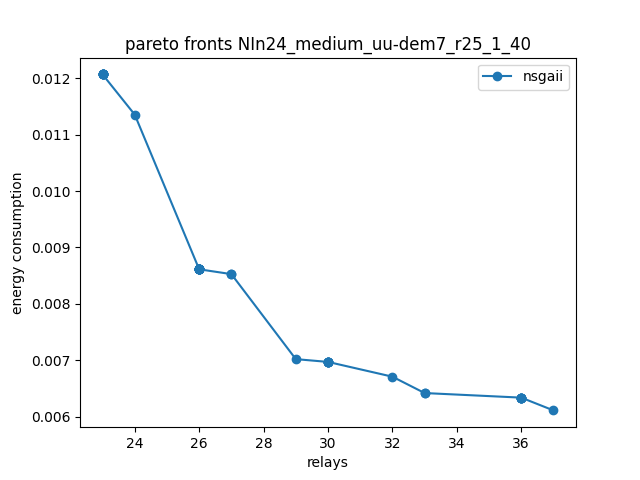 pareto fronts NIn24_medium_uu-dem7_r25_1_40
nsgaii
0.012
0.011
0.010
0.009
0.008
0.007
0.006
energy consumption
24 26 28 30 32 34 36
relays